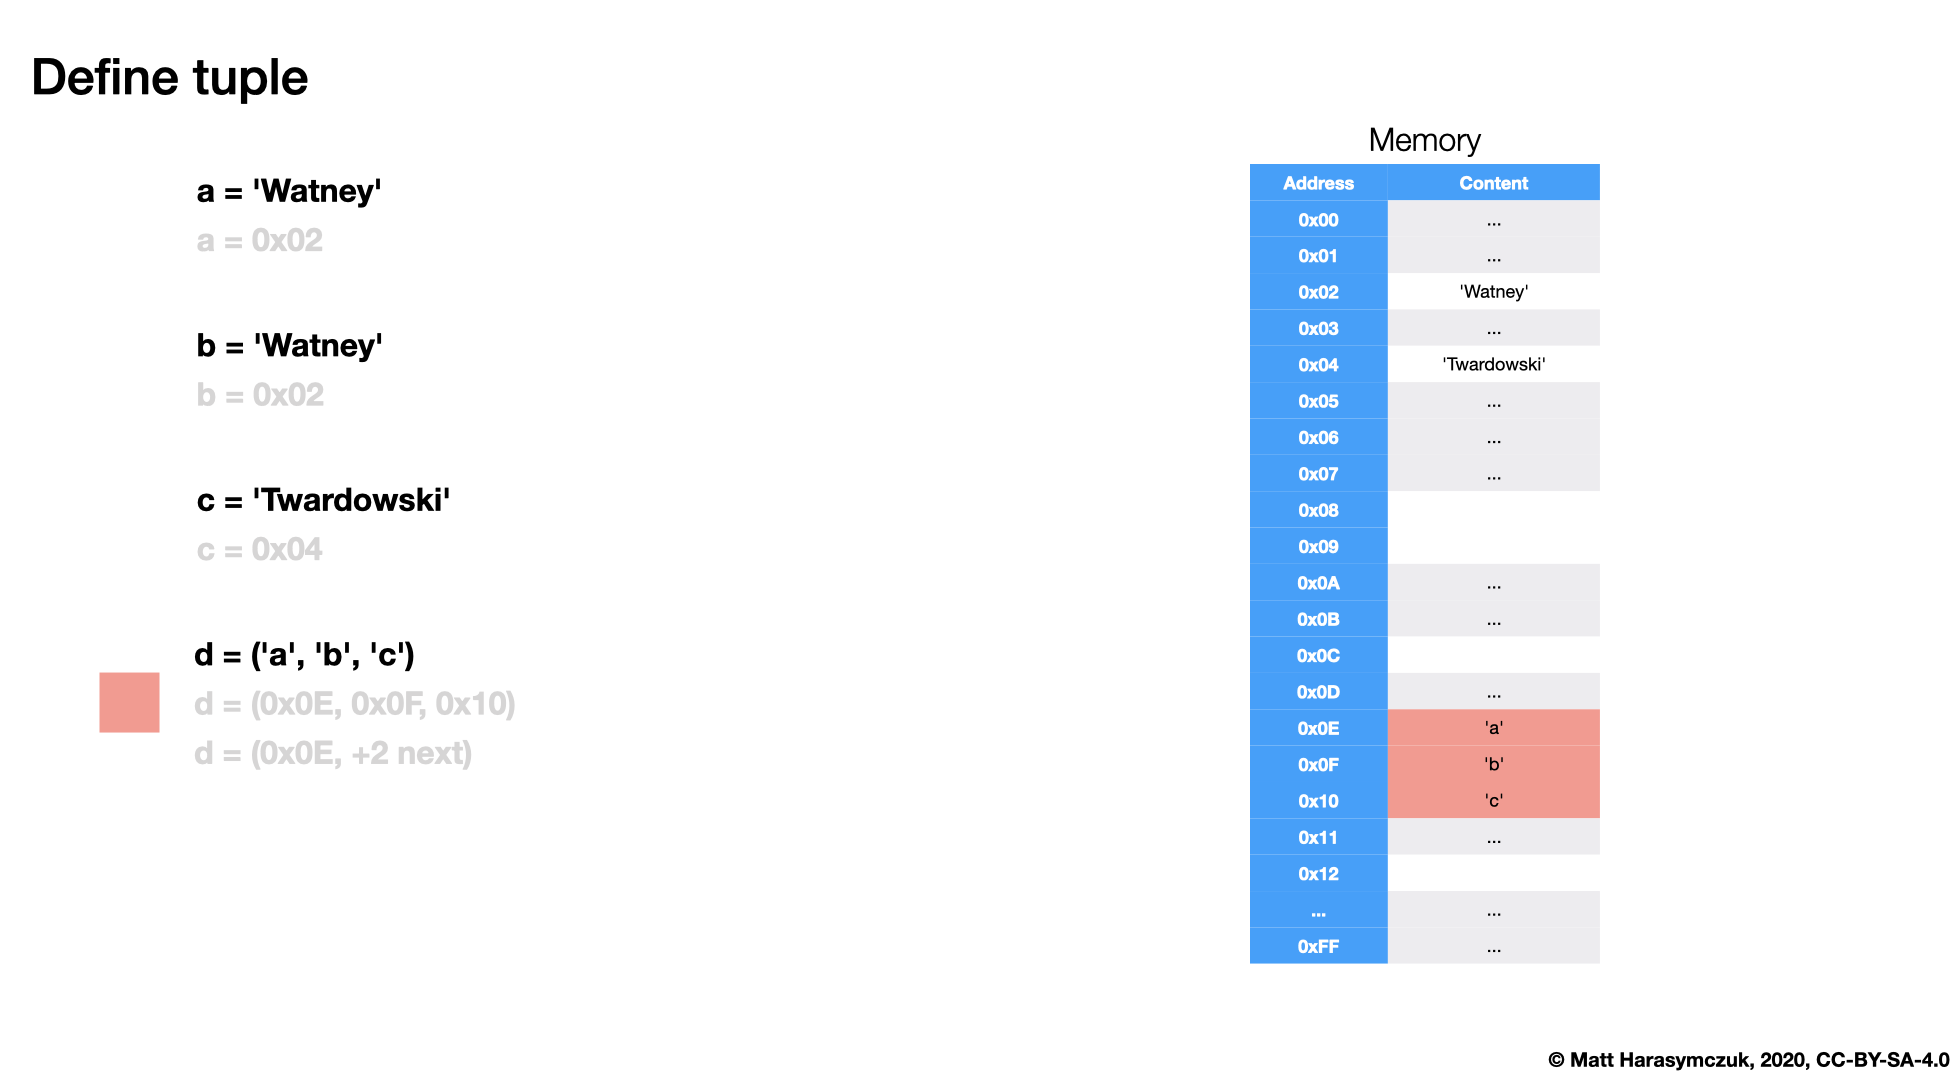 Define tuple
a = 'Watney'
a = 0x02
b = 'Watney'
b = 0x02
c = 'Twardowski'
c = 0x04
d = ('a', 'b', 'c')
d = (0x0E, 0x0F, 0x10)
d = (0x0E, +2 next)
Memory
Address Content
0x00 ...
0x01 ...
0x02 'Watney'
0x03 ...
0x04 'Twardowski'
0x05 ...
0x06 ...
0x07 ...
0x08
0x09
0x0A ...
0x0B ...
0x0C
0x0D ...
0x0E 'a'
0x0F 'b'
0x10 'c'
0x11 ...
0x12
... ...
0xFF ...
© Matt Harasymczuk, 2020, CC-BY-SA-4.0